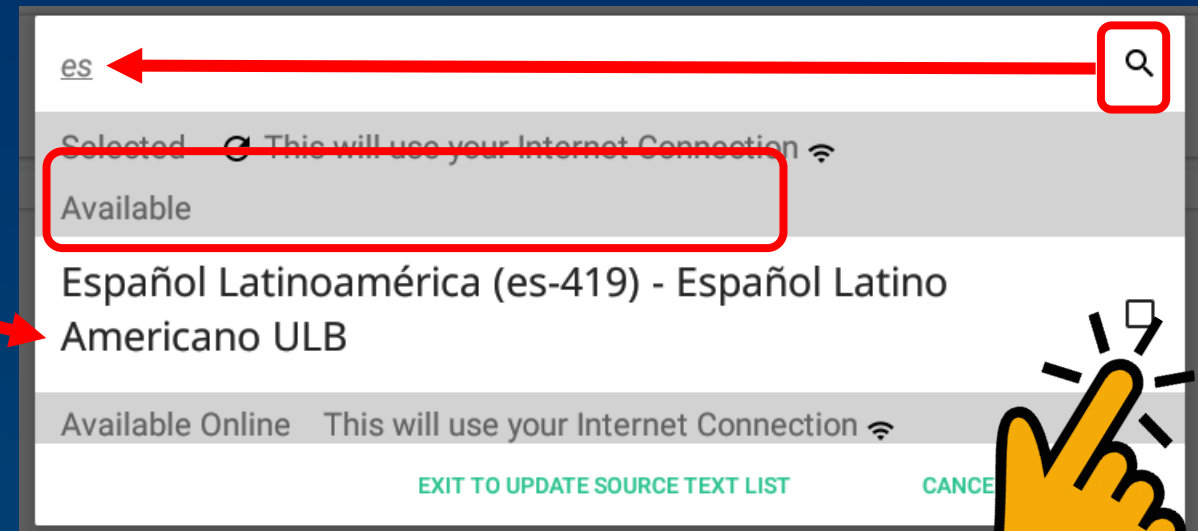 es
Selected This will use your Internet Connection
Available
Español Latinoamérica (es-419) - Español Latino
Americano ULB
Available Online This will use your Internet Connection
EXIT TO UPDATE SOURCE TEXT LIST CANCE